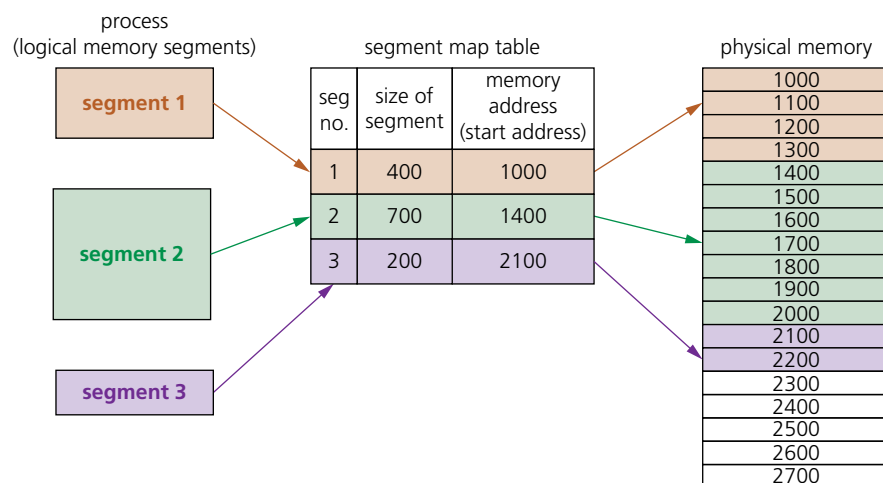 process
(logical memory segments)
segment 1
segment 2
segment 3
segment map table
seg no.
size of segment
memory address (start address)
1 400 1000
2 700 1400
3 200 2100
physical memory
1000
1100
1200
1300
1400
1500
1600
1700
1800
1900
2000
2100
2200
2300
2400
2500
2600
2700